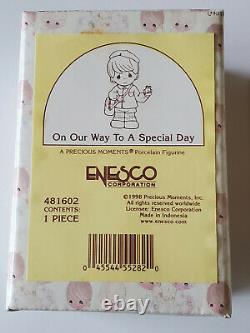 On Our Way To A Special Day
A PRECIOUS MOMENTS® Porcelain Figurine
ENESCO
CORPORATION
481602
CONTENTS:
1 PIECE
©1998 Precious Moments, Inc.
All rights reserved worldwide
Licensee: Enesco Corporation
Made in Indonesia
www.enesco.com
0 45544 55282 0